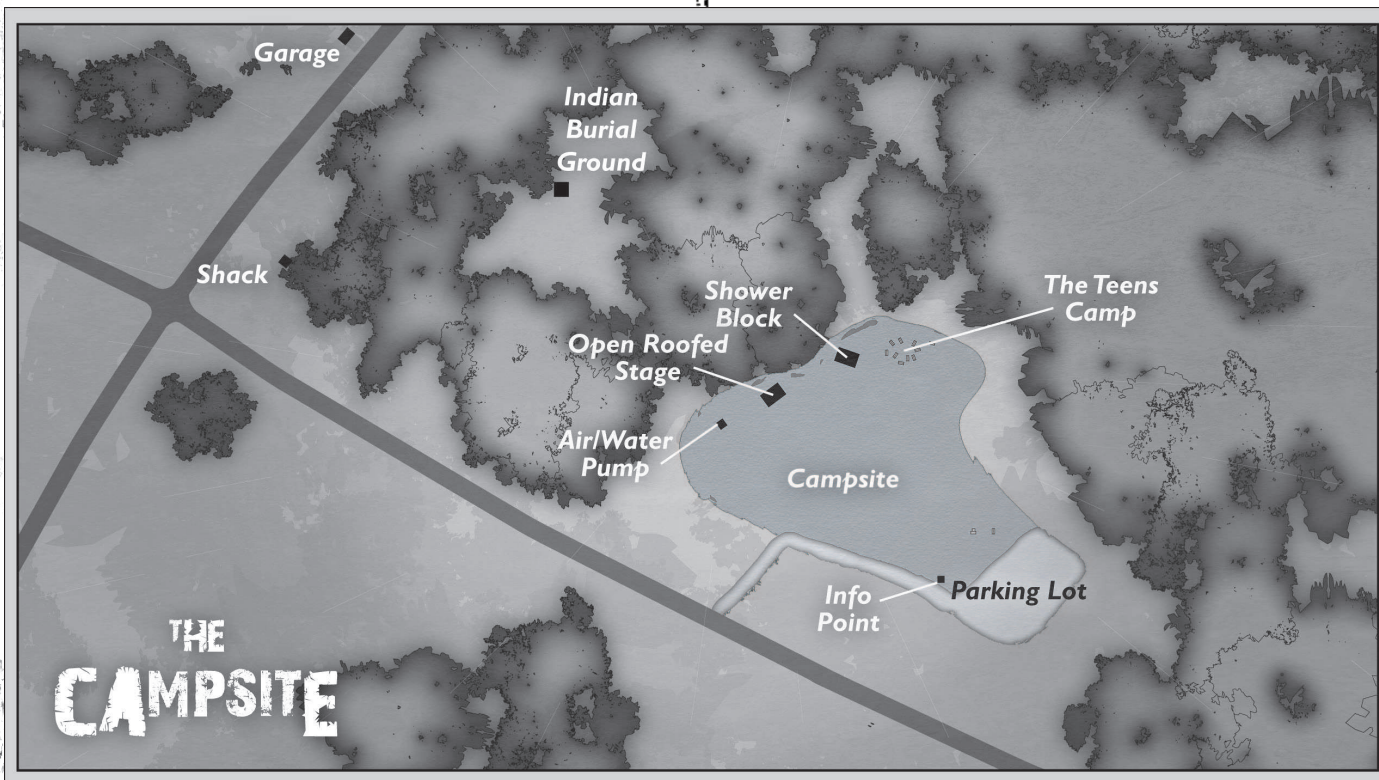 Garage
Indian
Burial
Ground
Shack
Shower
Block
The Teens
Camp
Open Roofed
Stage
Air/Water
Pump
Campsite
Info
Point
Parking Lot
THE
CAMPSITE